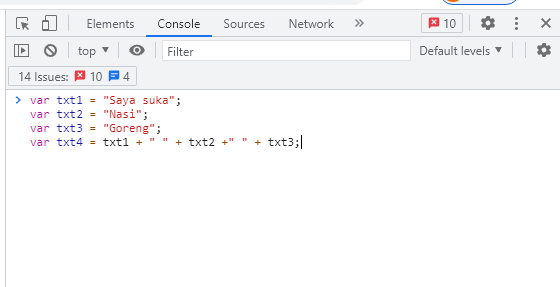 Elements Console Sources Network 10
top Filter Default levels
14 Issues: 10 4
var txt1 = "Saya suka";
var txt2 = "Nasi";
var txt3 = "Goreng";
var txt4 = txt1 + " " + txt2 +" " + txt3;